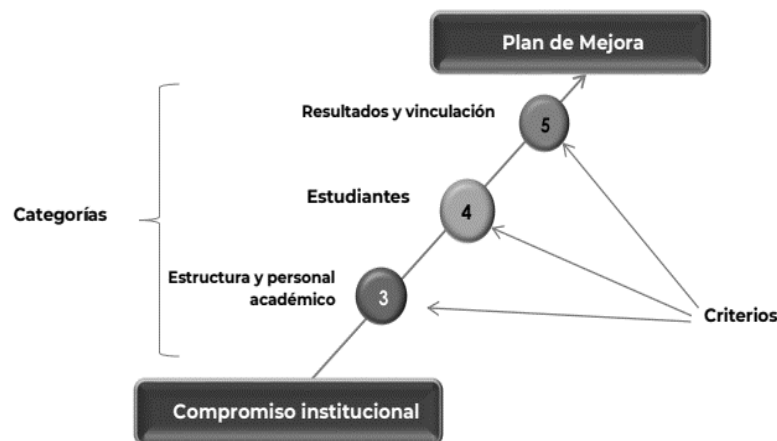 Plan de Mejora
Resultados y vinculación
5
Estudiantes
4
Categorías
Estructura y personal
académico
3
Criterios
Compromiso institucional